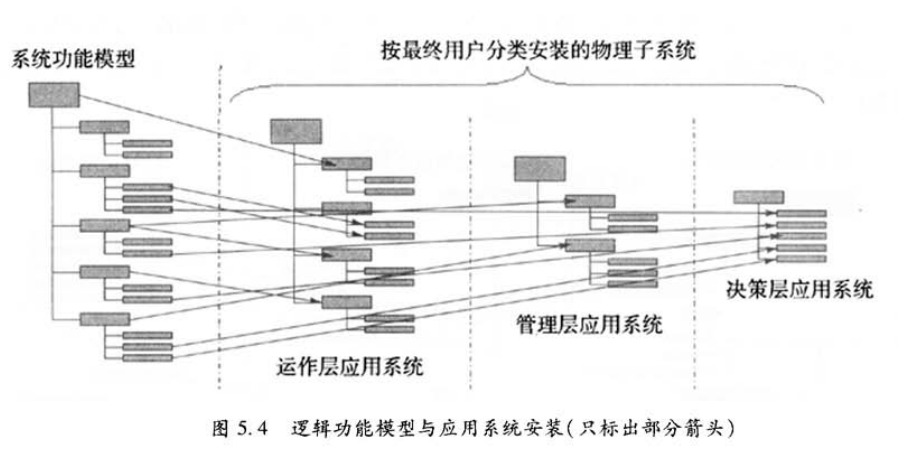 系统功能模型
按最终用户分类安装的物理子系统
决策层应用系统
管理层应用系统
运作层应用系统
图 5.4 逻辑功能模型与应用系统安装(只标出部分箭头)